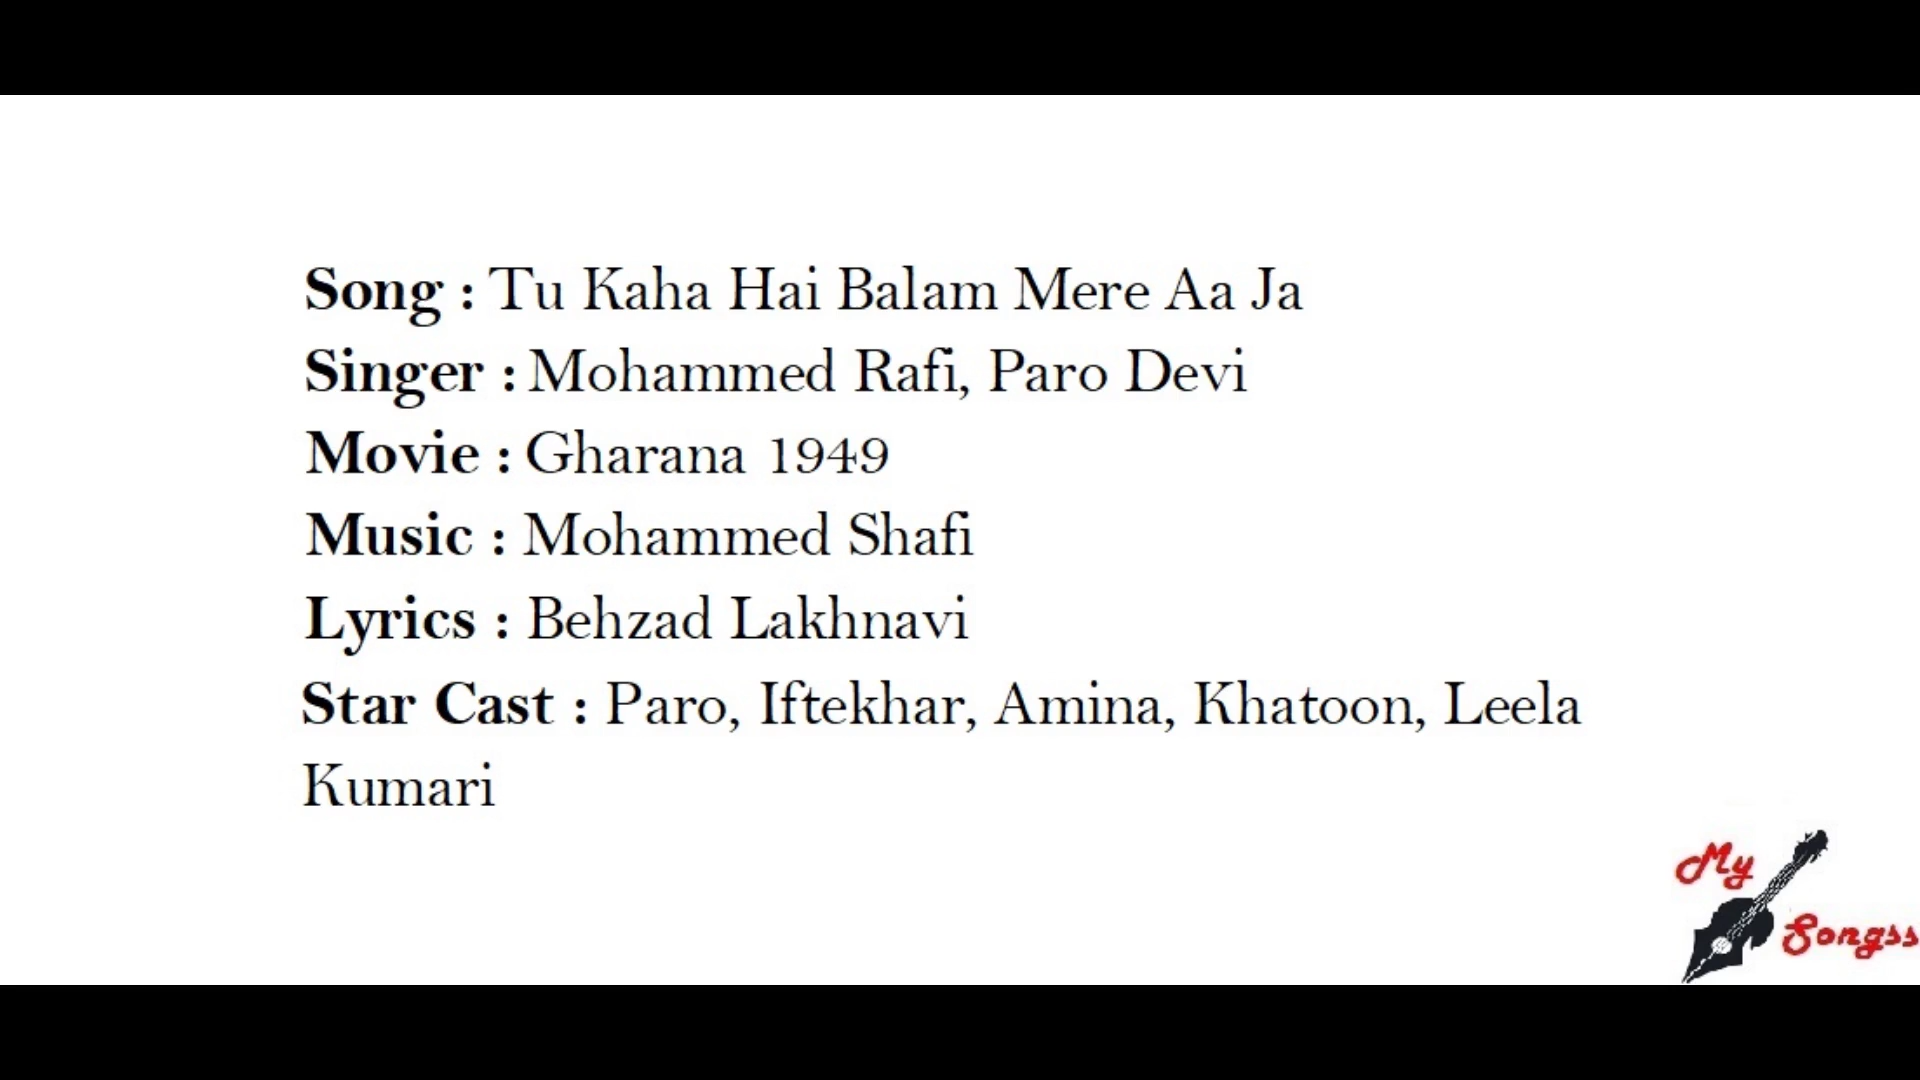 Song : Tu Kaha Hai Balam Mere Aa Ja
Singer : Mohammed Rafi, Paro Devi
Movie : Gharana 1949
Music : Mohammed Shafi
Lyrics : Behzad Lakhnavi
Star Cast : Paro, Iftekhar, Amina, Khatoon, Leela
Kumari
My
Songss